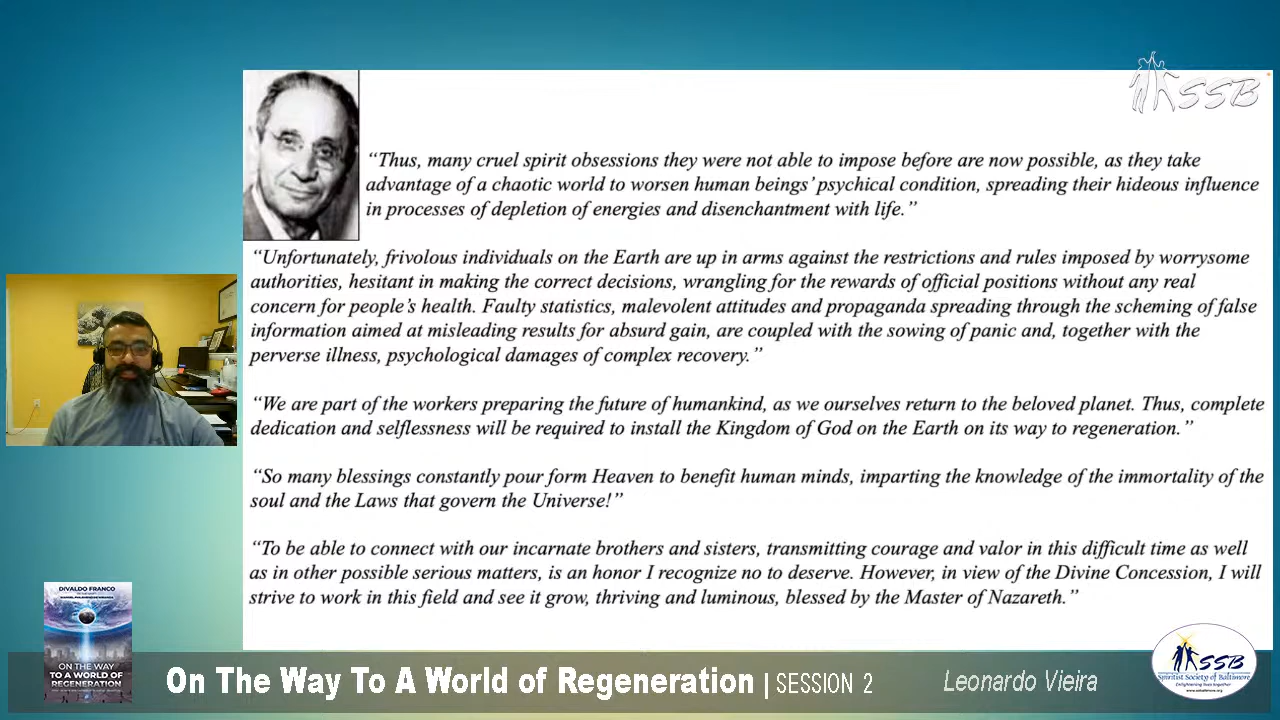 SSB
“Thus, many cruel spirit obsessions they were not able to impose before are now possible, as they take
advantage of a chaotic world to worsen human beings’ psychical condition, spreading their hideous influence
in processes of depletion of energies and disenchantment with life.”
“Unfortunately, frivolous individuals on the Earth are up in arms against the restrictions and rules imposed by worrysome
authorities, hesitant in making the correct decisions, wrangling for the rewards of official positions without any real
concern for people’s health. Faulty statistics, malevolent attitudes and propaganda spreading through the scheming of false
information aimed at misleading results for absurd gain, are coupled with the sowing of panic and, together with the
perverse illness, psychological damages of complex recovery.”
“We are part of the workers preparing the future of humankind, as we ourselves return to the beloved planet. Thus, complete
dedication and selflessness will be required to install the Kingdom of God on the Earth on its way to regeneration.”
“So many blessings constantly pour form Heaven to benefit human minds, imparting the knowledge of the immortality of the
soul and the Laws that govern the Universe!”
“To be able to connect with our incarnate brothers and sisters, transmitting courage and valor in this difficult time as well
as in other possible serious matters, is an honor I recognize no to deserve. However, in view of the Divine Concession, I will
strive to work in this field and see it grow, thriving and luminous, blessed by the Master of Nazareth.”
DIVALDO FRANCO
ON THE WAY
TO A WORLD OF
REGENERATION
On The Way To A World of Regeneration | SESSION 2
Leonardo Vieira
SSB
Spiritist Society of Baltimore